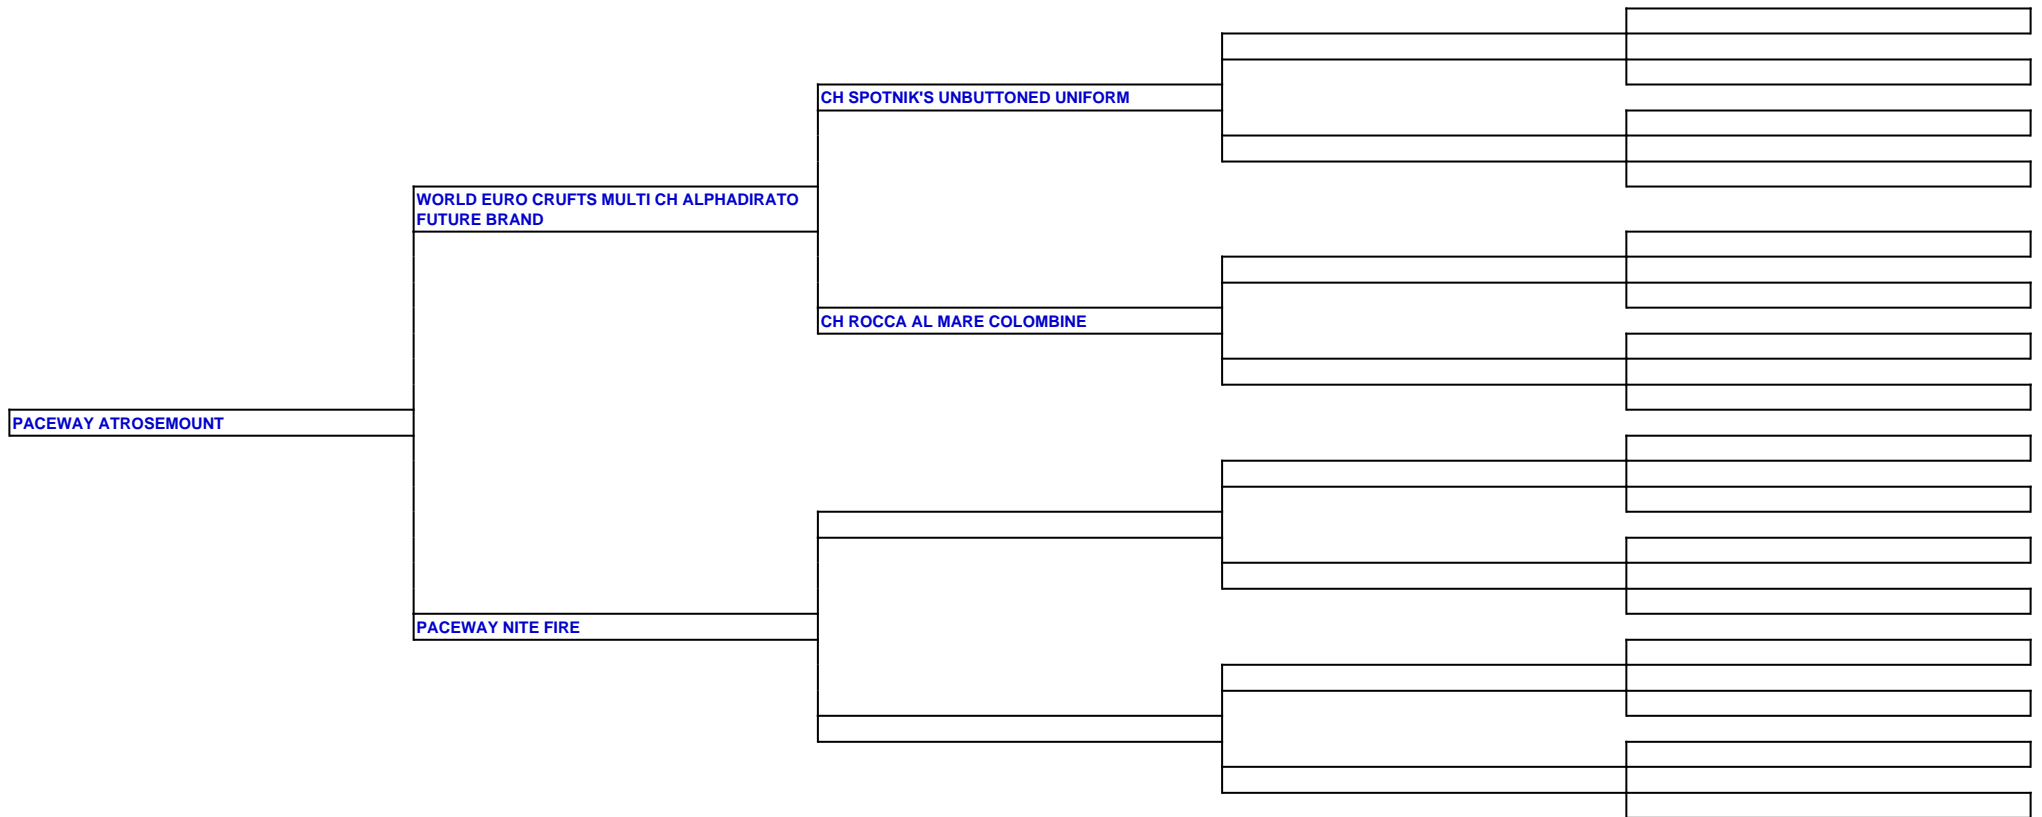 CH SPOTNIK'S UNBUTTONED UNIFORM
WORLD EURO CRUFTS MULTI CH ALPHADIRATO
FUTURE BRAND
CH ROCCA AL MARE COLOMBINE
PACEWAY ATROSEMOUNT
PACEWAY NITE FIRE